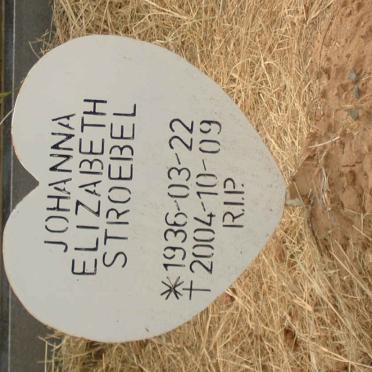 JOHANNA
ELIZABETH
STROEBEL
*1936-03-22
†2004-10-09
R.I.P.